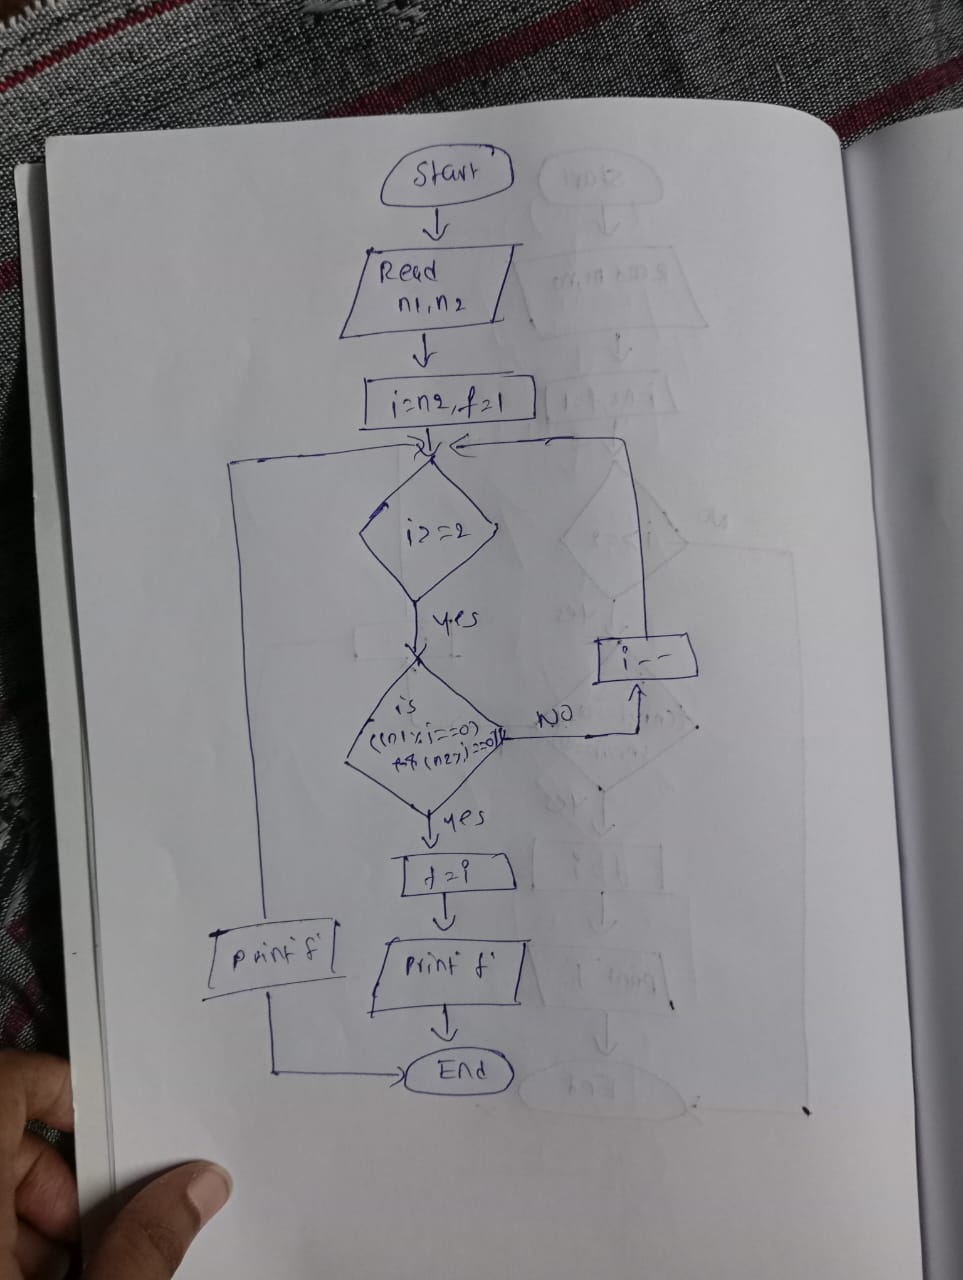 Start
Read
n1, n2
i=n2, f=1
i>=2
yes
is
((n1%i==0)
&& (n2%i==0))
NO
i--
yes
f=i
print f
print f
End